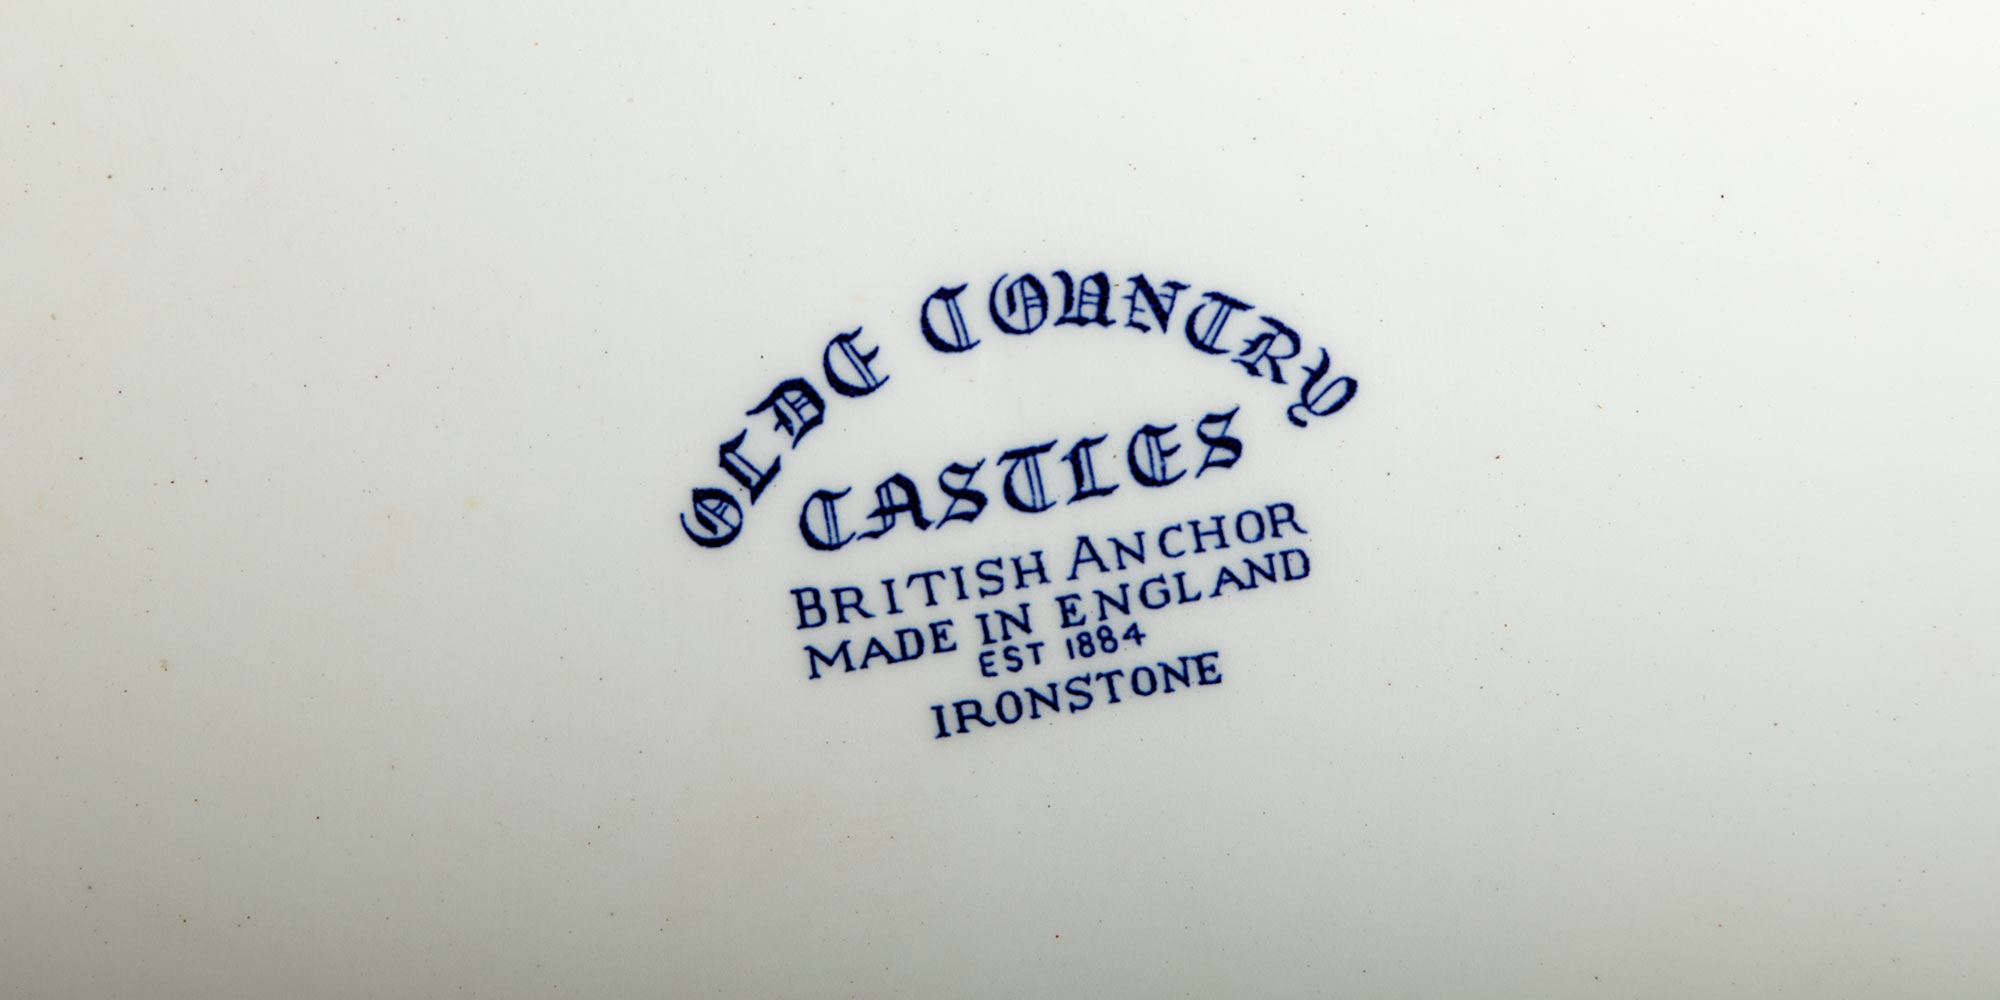 OLDE COUNTRY
CASTLES
BRITISH ANCHOR
MADE IN ENGLAND
EST 1884
IRONSTONE